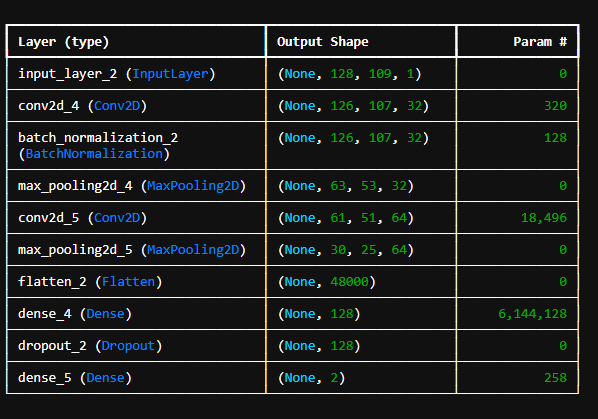 Layer (type) Output Shape Param #
input_layer_2 (InputLayer) (None, 128, 109, 1) 0
conv2d_4 (Conv2D) (None, 126, 107, 32) 320
batch_normalization_2 (None, 126, 107, 32) 128
(BatchNormalization)
max_pooling2d_4 (MaxPooling2D) (None, 63, 53, 32) 0
conv2d_5 (Conv2D) (None, 61, 51, 64) 18,496
max_pooling2d_5 (MaxPooling2D) (None, 30, 25, 64) 0
flatten_2 (Flatten) (None, 48000) 0
dense_4 (Dense) (None, 128) 6,144,128
dropout_2 (Dropout) (None, 128) 0
dense_5 (Dense) (None, 2) 258